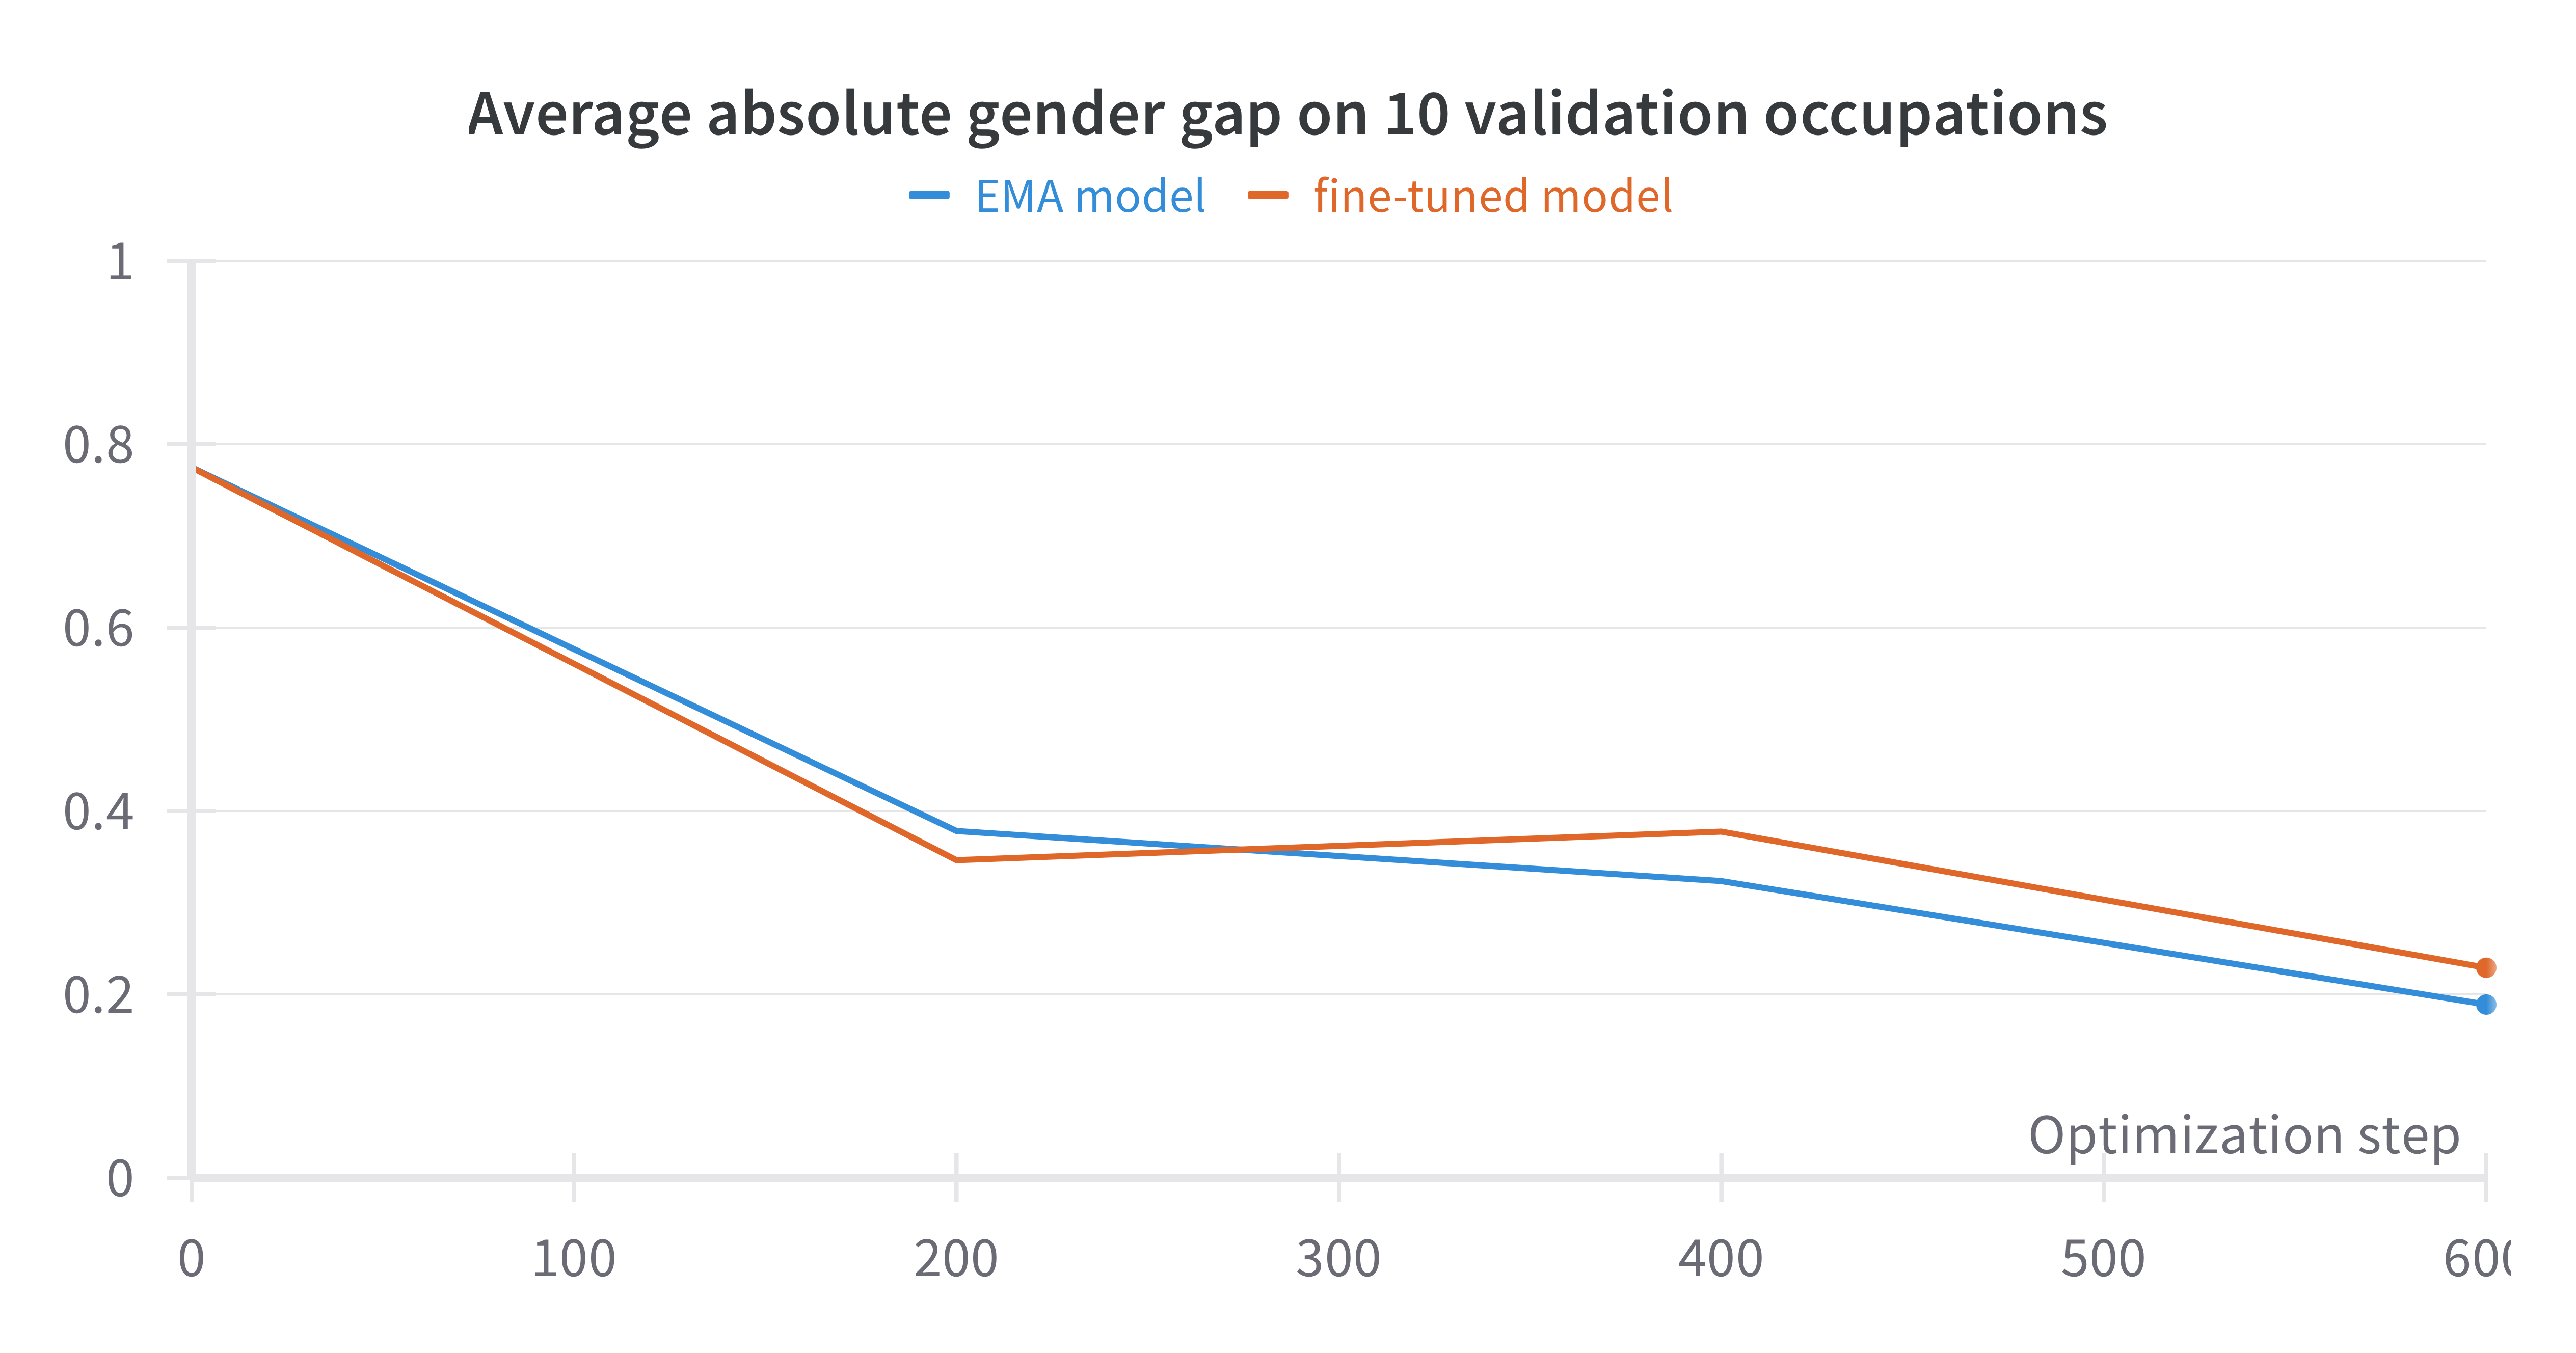 Average absolute gender gap on 10 validation occupations
EMA model fine-tuned model
1
0.8
0.6
0.4
0.2
0
Optimization step
0 100 200 300 400 500